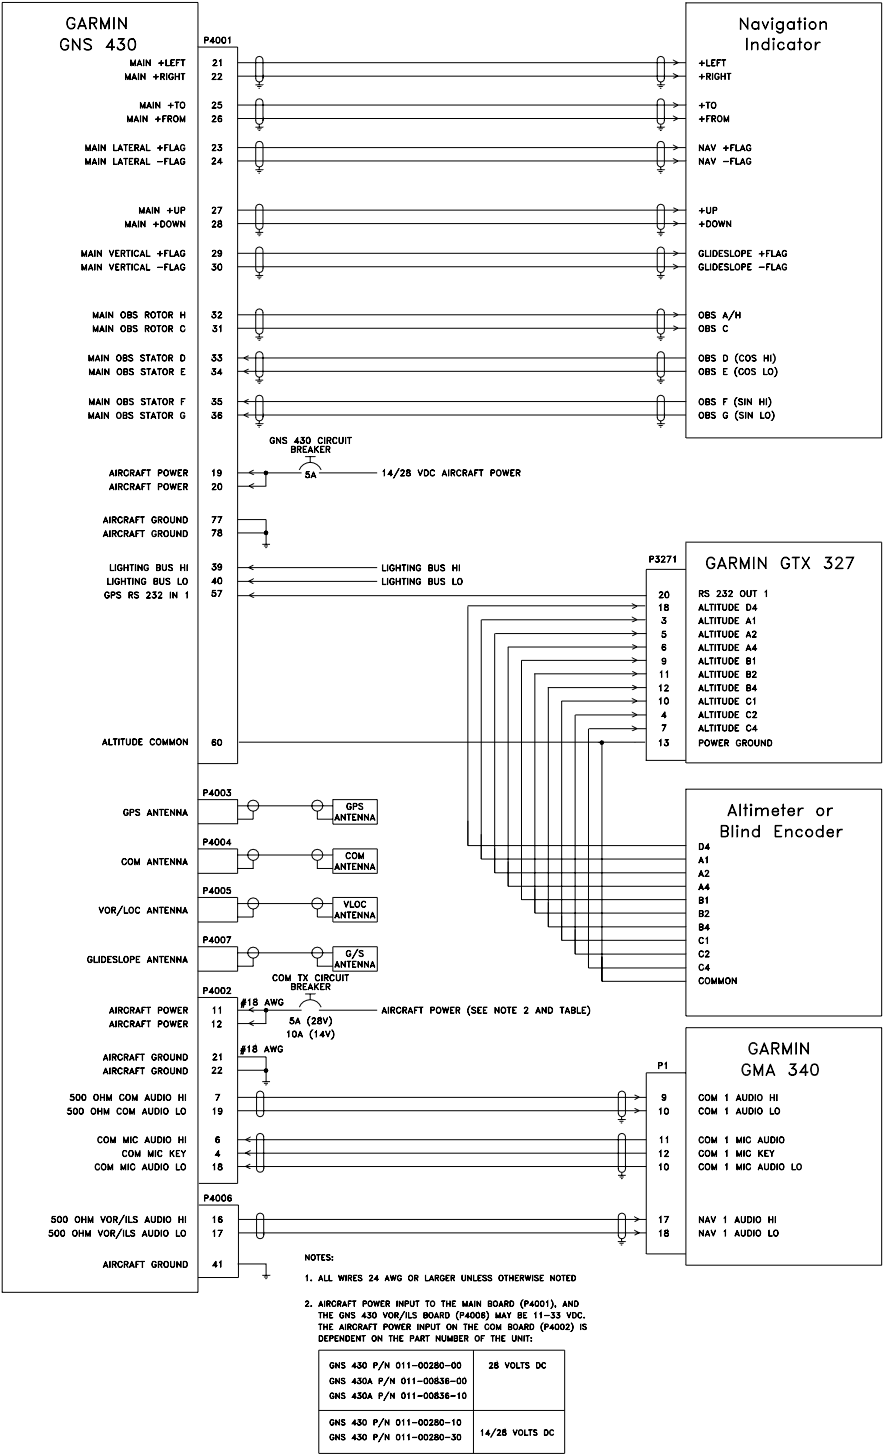 GARMIN
GNS 430
P4001
Navigation
Indicator
MAIN +LEFT 21 +LEFT
MAIN +RIGHT 22 +RIGHT
MAIN +TO 25 +TO
MAIN +FROM 26 +FROM
MAIN LATERAL +FLAG 23 NAV +FLAG
MAIN LATERAL -FLAG 24 NAV -FLAG
MAIN +UP 27 +UP
MAIN +DOWN 28 +DOWN
MAIN VERTICAL +FLAG 29 GLIDESLOPE +FLAG
MAIN VERTICAL -FLAG 30 GLIDESLOPE -FLAG
MAIN OBS ROTOR H 32 OBS A/H
MAIN OBS ROTOR C 31 OBS C
MAIN OBS STATOR D 33 OBS D (COS HI)
MAIN OBS STATOR E 34 OBS E (COS LO)
MAIN OBS STATOR F 35 OBS F (SIN HI)
MAIN OBS STATOR G 36 OBS G (SIN LO)
GNS 430 CIRCUIT
BREAKER
AIRCRAFT POWER 19 5A 14/28 VDC AIRCRAFT POWER
AIRCRAFT POWER 20
AIRCRAFT GROUND 77
AIRCRAFT GROUND 78
LIGHTING BUS HI 39 LIGHTING BUS HI
LIGHTING BUS LO 40 LIGHTING BUS LO
GPS RS 232 IN 1 57
P3271
GARMIN GTX 327
20 RS 232 OUT 1
18 ALTITUDE D4
3 ALTITUDE A1
5 ALTITUDE A2
6 ALTITUDE A4
9 ALTITUDE B1
11 ALTITUDE B2
12 ALTITUDE B4
10 ALTITUDE C1
4 ALTITUDE C2
7 ALTITUDE C4
ALTITUDE COMMON 60 13 POWER GROUND
P4003
GPS ANTENNA
GPS
ANTENNA
P4004
COM ANTENNA
COM
ANTENNA
P4005
VOR/LOC ANTENNA
VLOC
ANTENNA
P4007
GLIDESLOPE ANTENNA
G/S
ANTENNA
Altimeter or
Blind Encoder
D4
A1
A2
A4
B1
B2
B4
C1
C2
C4
COMMON
P4002
COM TX CIRCUIT
BREAKER
#18 AWG
AIRCRAFT POWER 11 AIRCRAFT POWER (SEE NOTE 2 AND TABLE)
AIRCRAFT POWER 12
5A (28V)
10A (14V)
#18 AWG
AIRCRAFT GROUND 21
AIRCRAFT GROUND 22
GARMIN
GMA 340
P1
500 OHM COM AUDIO HI 7 9 COM 1 AUDIO HI
500 OHM COM AUDIO LO 19 10 COM 1 AUDIO LO
COM MIC AUDIO HI 6 11 COM 1 MIC AUDIO
COM MIC KEY 4 12 COM 1 MIC KEY
COM MIC AUDIO LO 18 10 COM 1 MIC AUDIO LO
P4006
500 OHM VOR/ILS AUDIO HI 16 17 NAV 1 AUDIO HI
500 OHM VOR/ILS AUDIO LO 17 18 NAV 1 AUDIO LO
AIRCRAFT GROUND 41
NOTES:
1. ALL WIRES 24 AWG OR LARGER UNLESS OTHERWISE NOTED
2. AIRCRAFT POWER INPUT TO THE MAIN BOARD (P4001), AND
THE GNS 430 VOR/ILS BOARD (P4006) MAY BE 11-33 VDC.
THE AIRCRAFT POWER INPUT ON THE COM BOARD (P4002) IS
DEPENDENT ON THE PART NUMBER OF THE UNIT:
GNS 430 P/N 011-00280-00 28 VOLTS DC
GNS 430A P/N 011-00836-00
GNS 430A P/N 011-00836-10
GNS 430 P/N 011-00280-10
GNS 430 P/N 011-00280-30
14/28 VOLTS DC